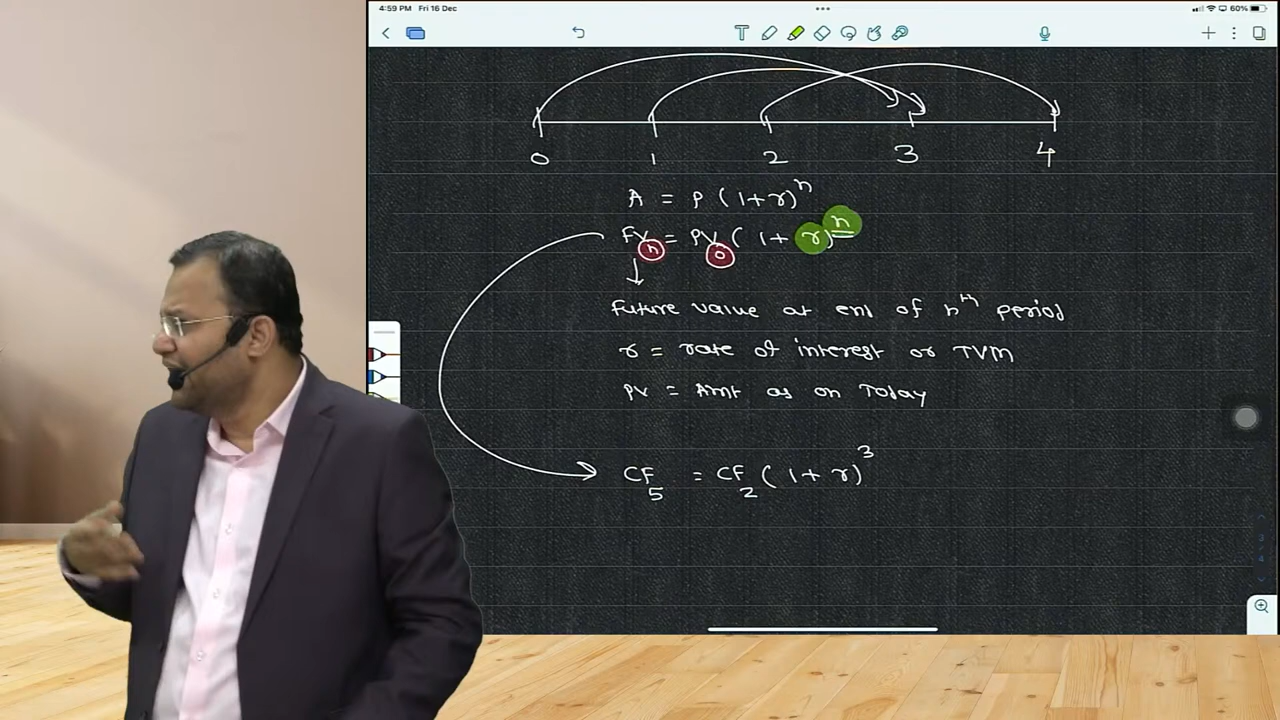 4:59 PM Fri 16 Dec
60%
0 1 2 3 4
A = P (1+r)^n
FV_n = PV_0 (1+r)^n
Future value at end of n^th period
r = rate of interest or TVM
PV = Amt as on Today
CF_5 = CF_2 (1+r)^3